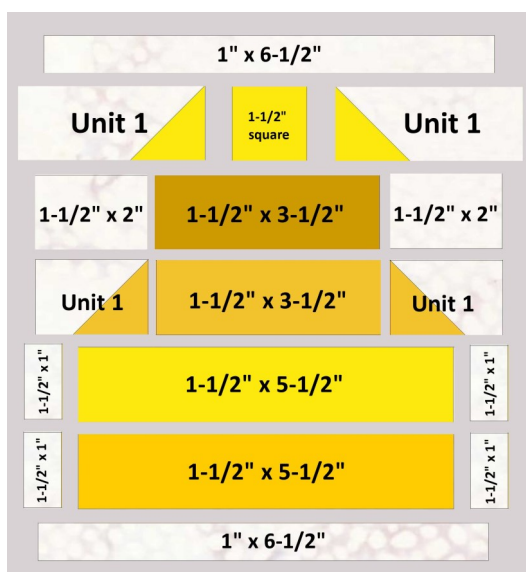 1" x 6-1/2"
Unit 1
1-1/2"
square
Unit 1
1-1/2" x 2"
1-1/2" x 3-1/2"
1-1/2" x 2"
Unit 1
1-1/2" x 3-1/2"
Unit 1
1-1/2" x 1"
1-1/2" x 5-1/2"
1-1/2" x 1"
1-1/2" x 1"
1-1/2" x 5-1/2"
1-1/2" x 1"
1" x 6-1/2"